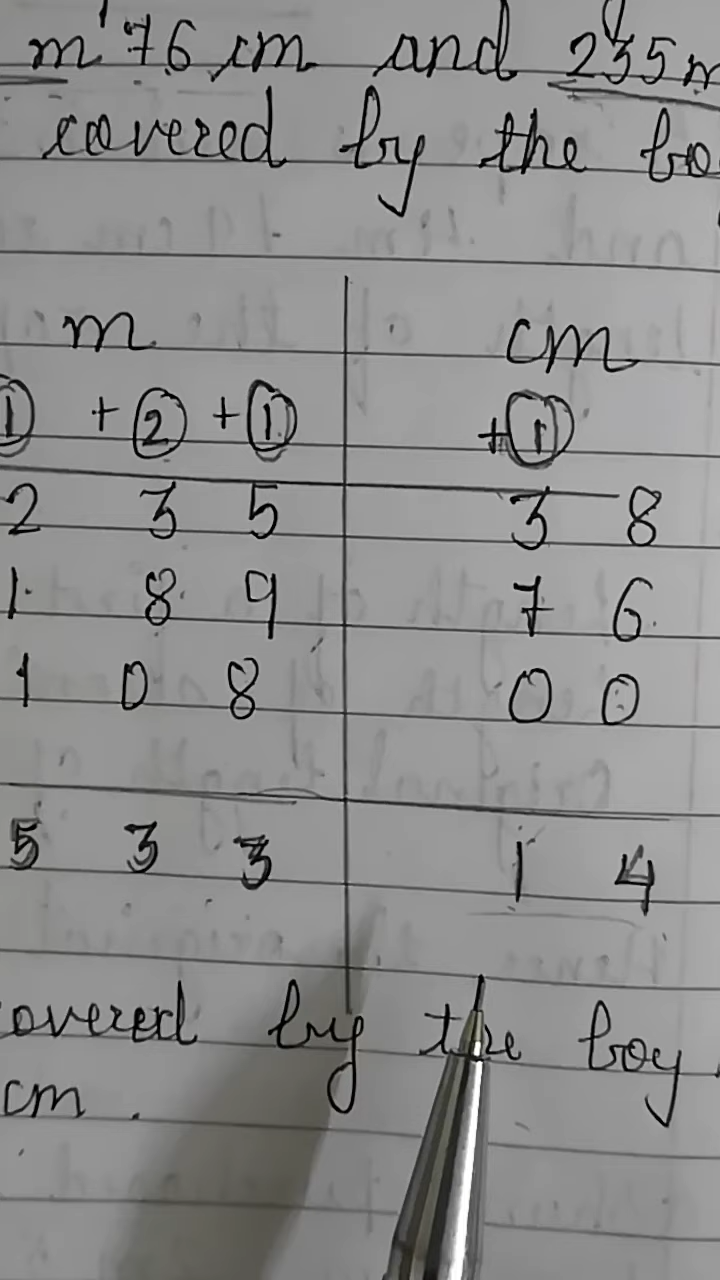 m 76 cm and 235 m
covered by the bo
m cm
1 + 2 + 1 + 1
2 3 5 3 8
1 8 9 7 6
1 0 8 0 0
5 3 3 1 4
overed by the boy
cm .